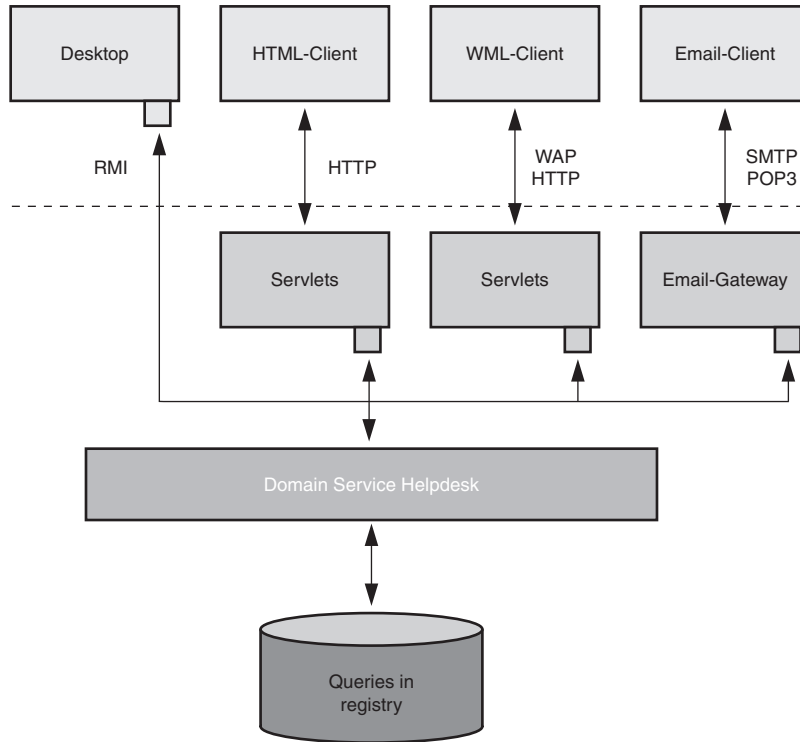 Desktop
HTML-Client
WML-Client
Email-Client
RMI
HTTP
WAP
HTTP
SMTP
POP3
Servlets
Servlets
Email-Gateway
Domain Service Helpdesk
Queries in
registry